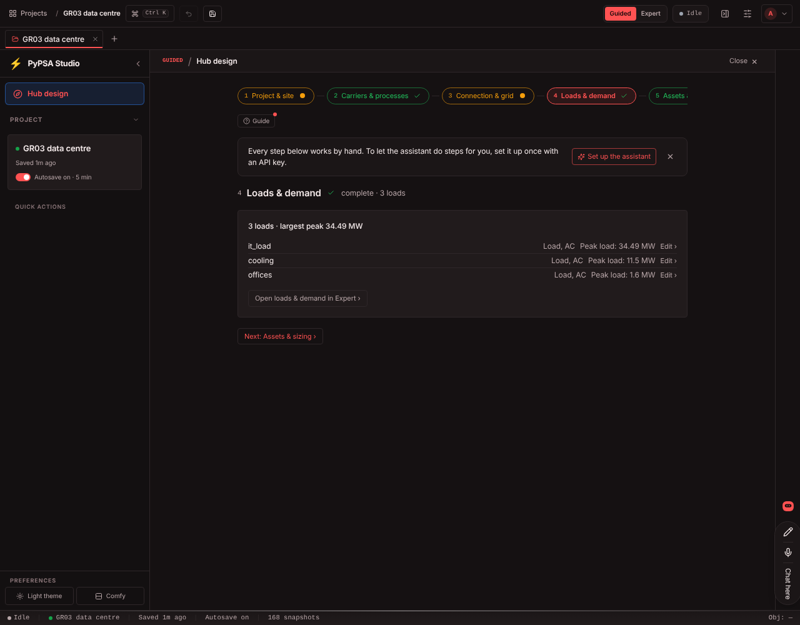 Projects / GR03 data centre Ctrl K Guided Expert Idle A
GR03 data centre
PyPSA Studio
GUIDED / Hub design Close
Hub design
1 Project & site 2 Carriers & processes 3 Connection & grid 4 Loads & demand 5 Assets
PROJECT
Guide
GR03 data centre
Saved 1m ago
Autosave on · 5 min
Every step below works by hand. To let the assistant do steps for you, set it up once with
an API key.
Set up the assistant
4 Loads & demand complete · 3 loads
QUICK ACTIONS
3 loads · largest peak 34.49 MW
it_load Load, AC Peak load: 34.49 MW Edit ›
cooling Load, AC Peak load: 11.5 MW Edit ›
offices Load, AC Peak load: 1.6 MW Edit ›
Open loads & demand in Expert ›
Next: Assets & sizing ›
Chat here
PREFERENCES
Light theme Comfy
Idle GR03 data centre Saved 1m ago Autosave on 168 snapshots Obj: —